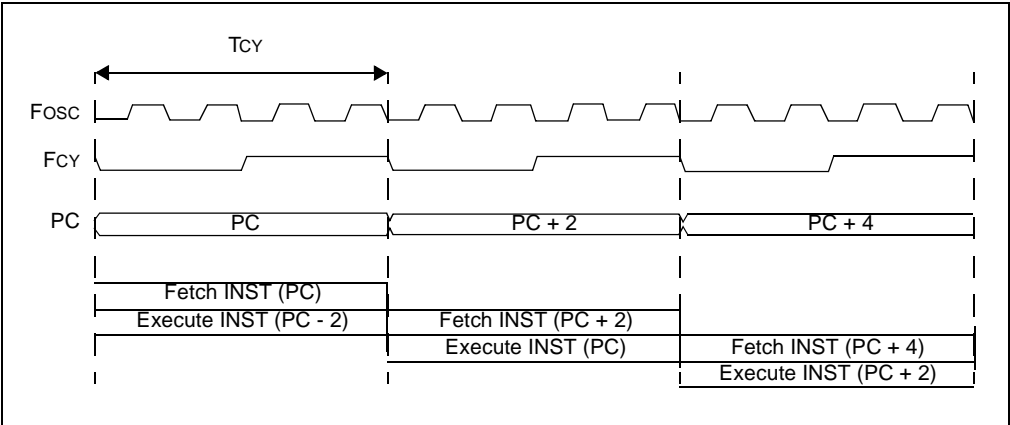 TCY
FOSC
FCY
PC PC PC + 2 PC + 4
Fetch INST (PC)
Execute INST (PC - 2) Fetch INST (PC + 2)
Execute INST (PC) Fetch INST (PC + 4)
Execute INST (PC + 2)